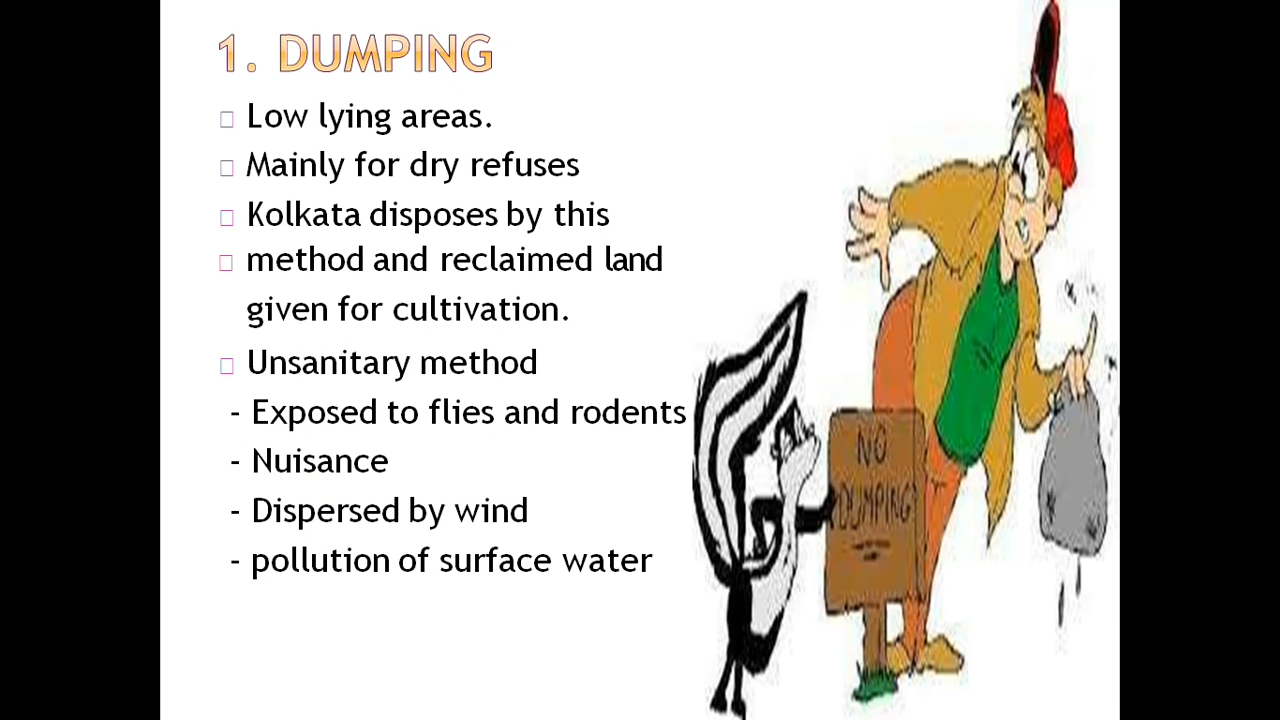 1. DUMPING
Low lying areas.
Mainly for dry refuses
Kolkata disposes by this
method and reclaimed land
given for cultivation.
Unsanitary method
- Exposed to flies and rodents
- Nuisance
- Dispersed by wind
- pollution of surface water
NO
DUMPING